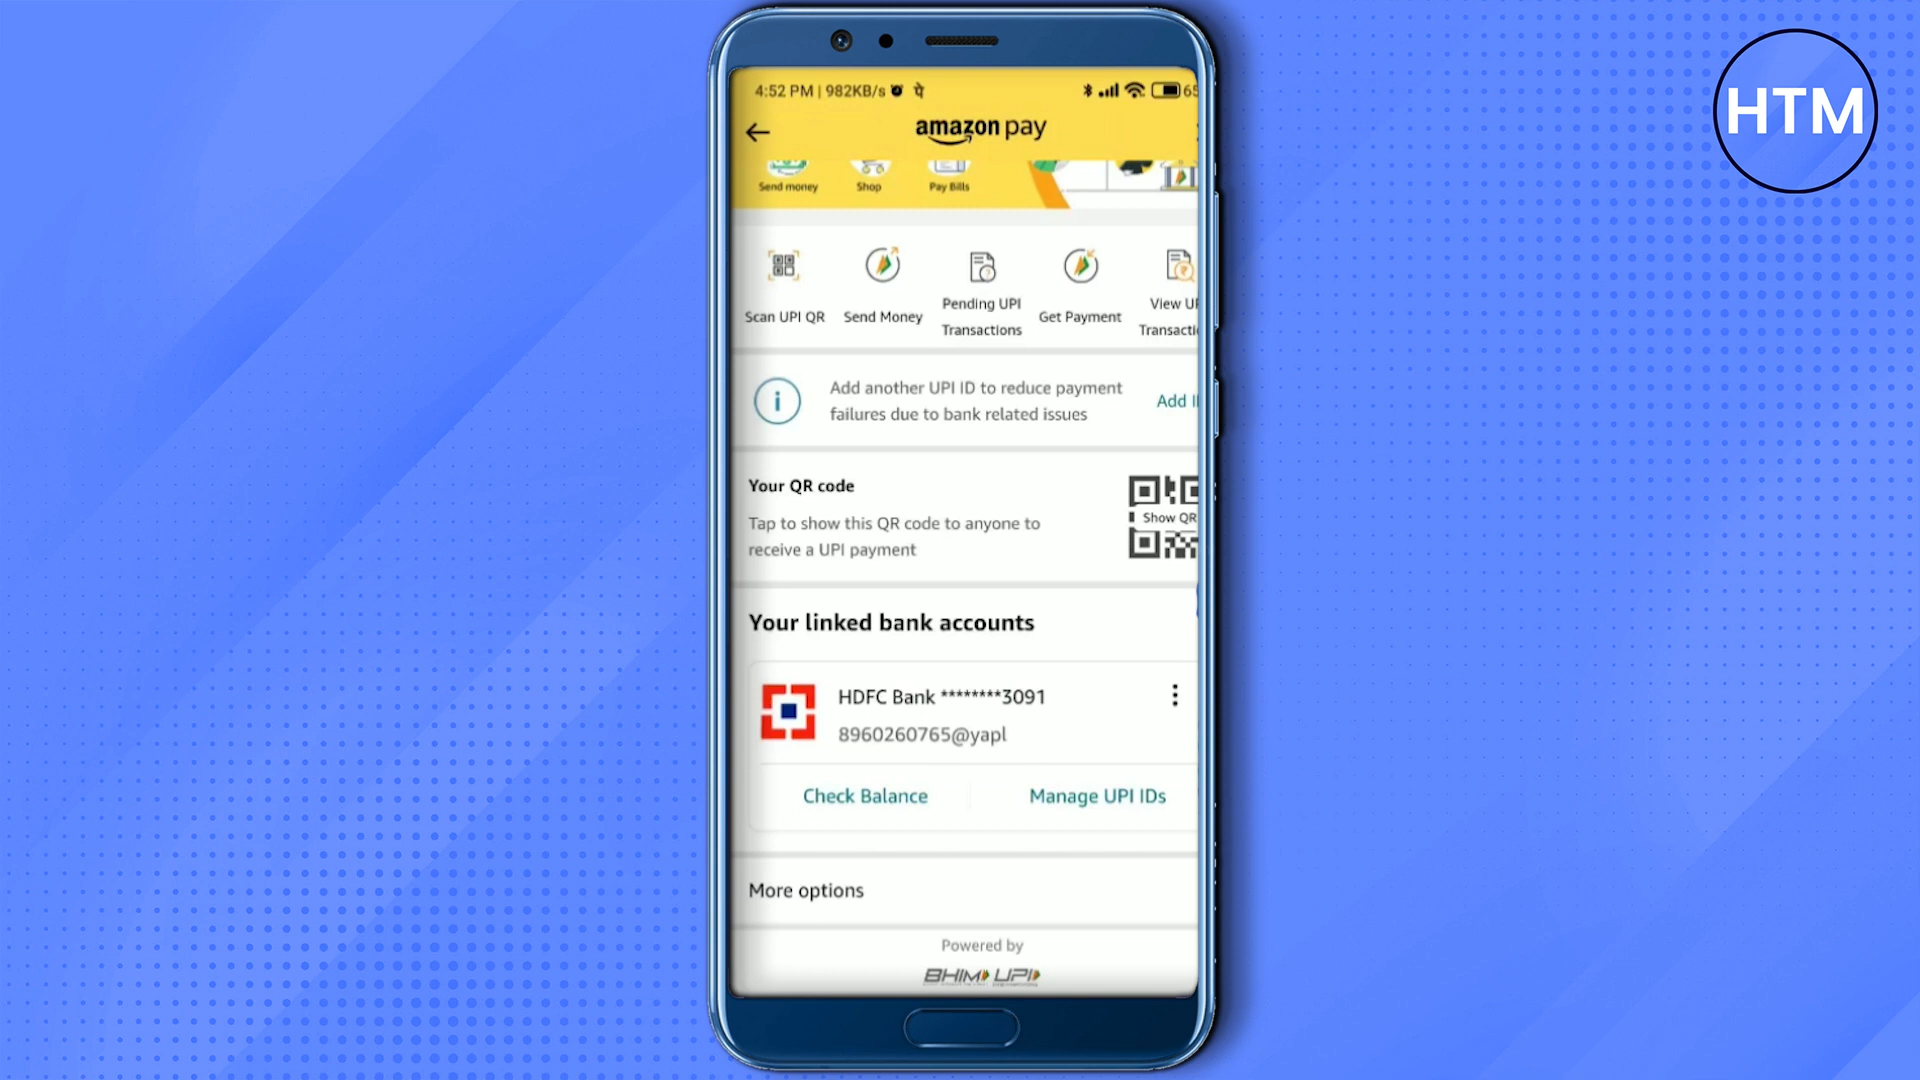 HTM
4:52 PM | 982KB/s पे
65
amazon pay
Send money
Shop
Pay Bills
Scan UPI QR
Send Money
Pending UPI
Transactions
Get Payment
View UP
Transacti
Add another UPI ID to reduce payment
failures due to bank related issues
Add I
Your QR code
Tap to show this QR code to anyone to
receive a UPI payment
Show QR
Your linked bank accounts
HDFC Bank ********3091
8960260765@yapl
Check Balance
Manage UPI IDs
More options
Powered by
BHIM UPI